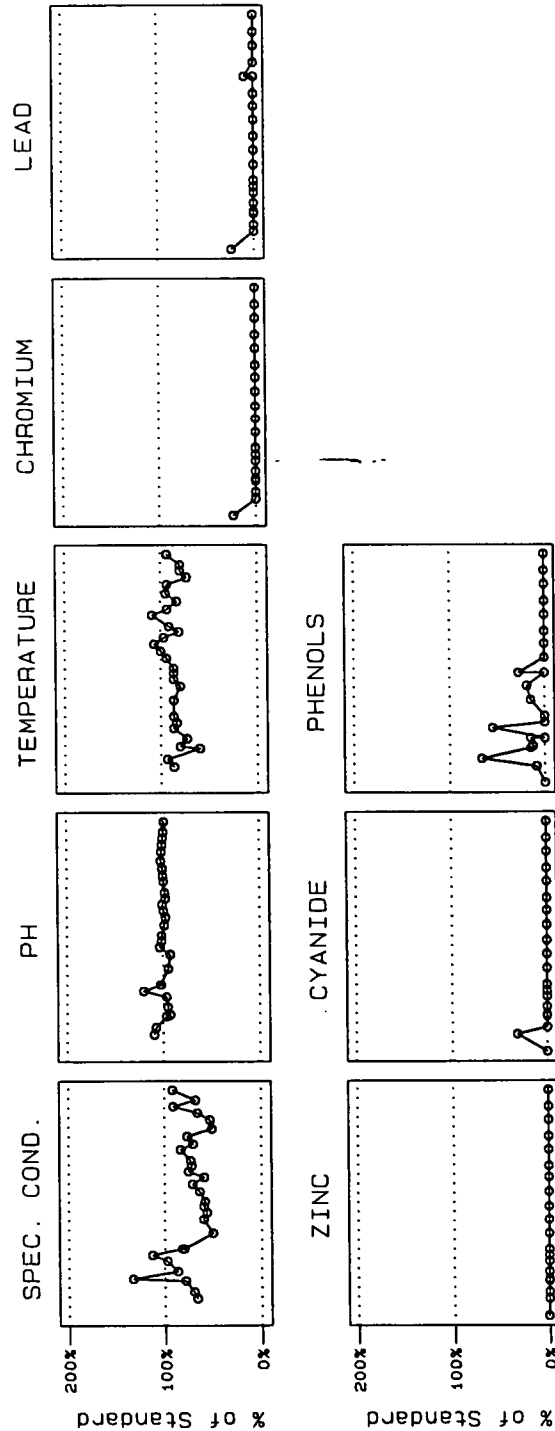 SPEC. COND.
PH
TEMPERATURE
CHROMIUM
LEAD
% of Standard
200%
100%
0%
ZINC
CYANIDE
PHENOLS
% of Standard
200%
100%
0%